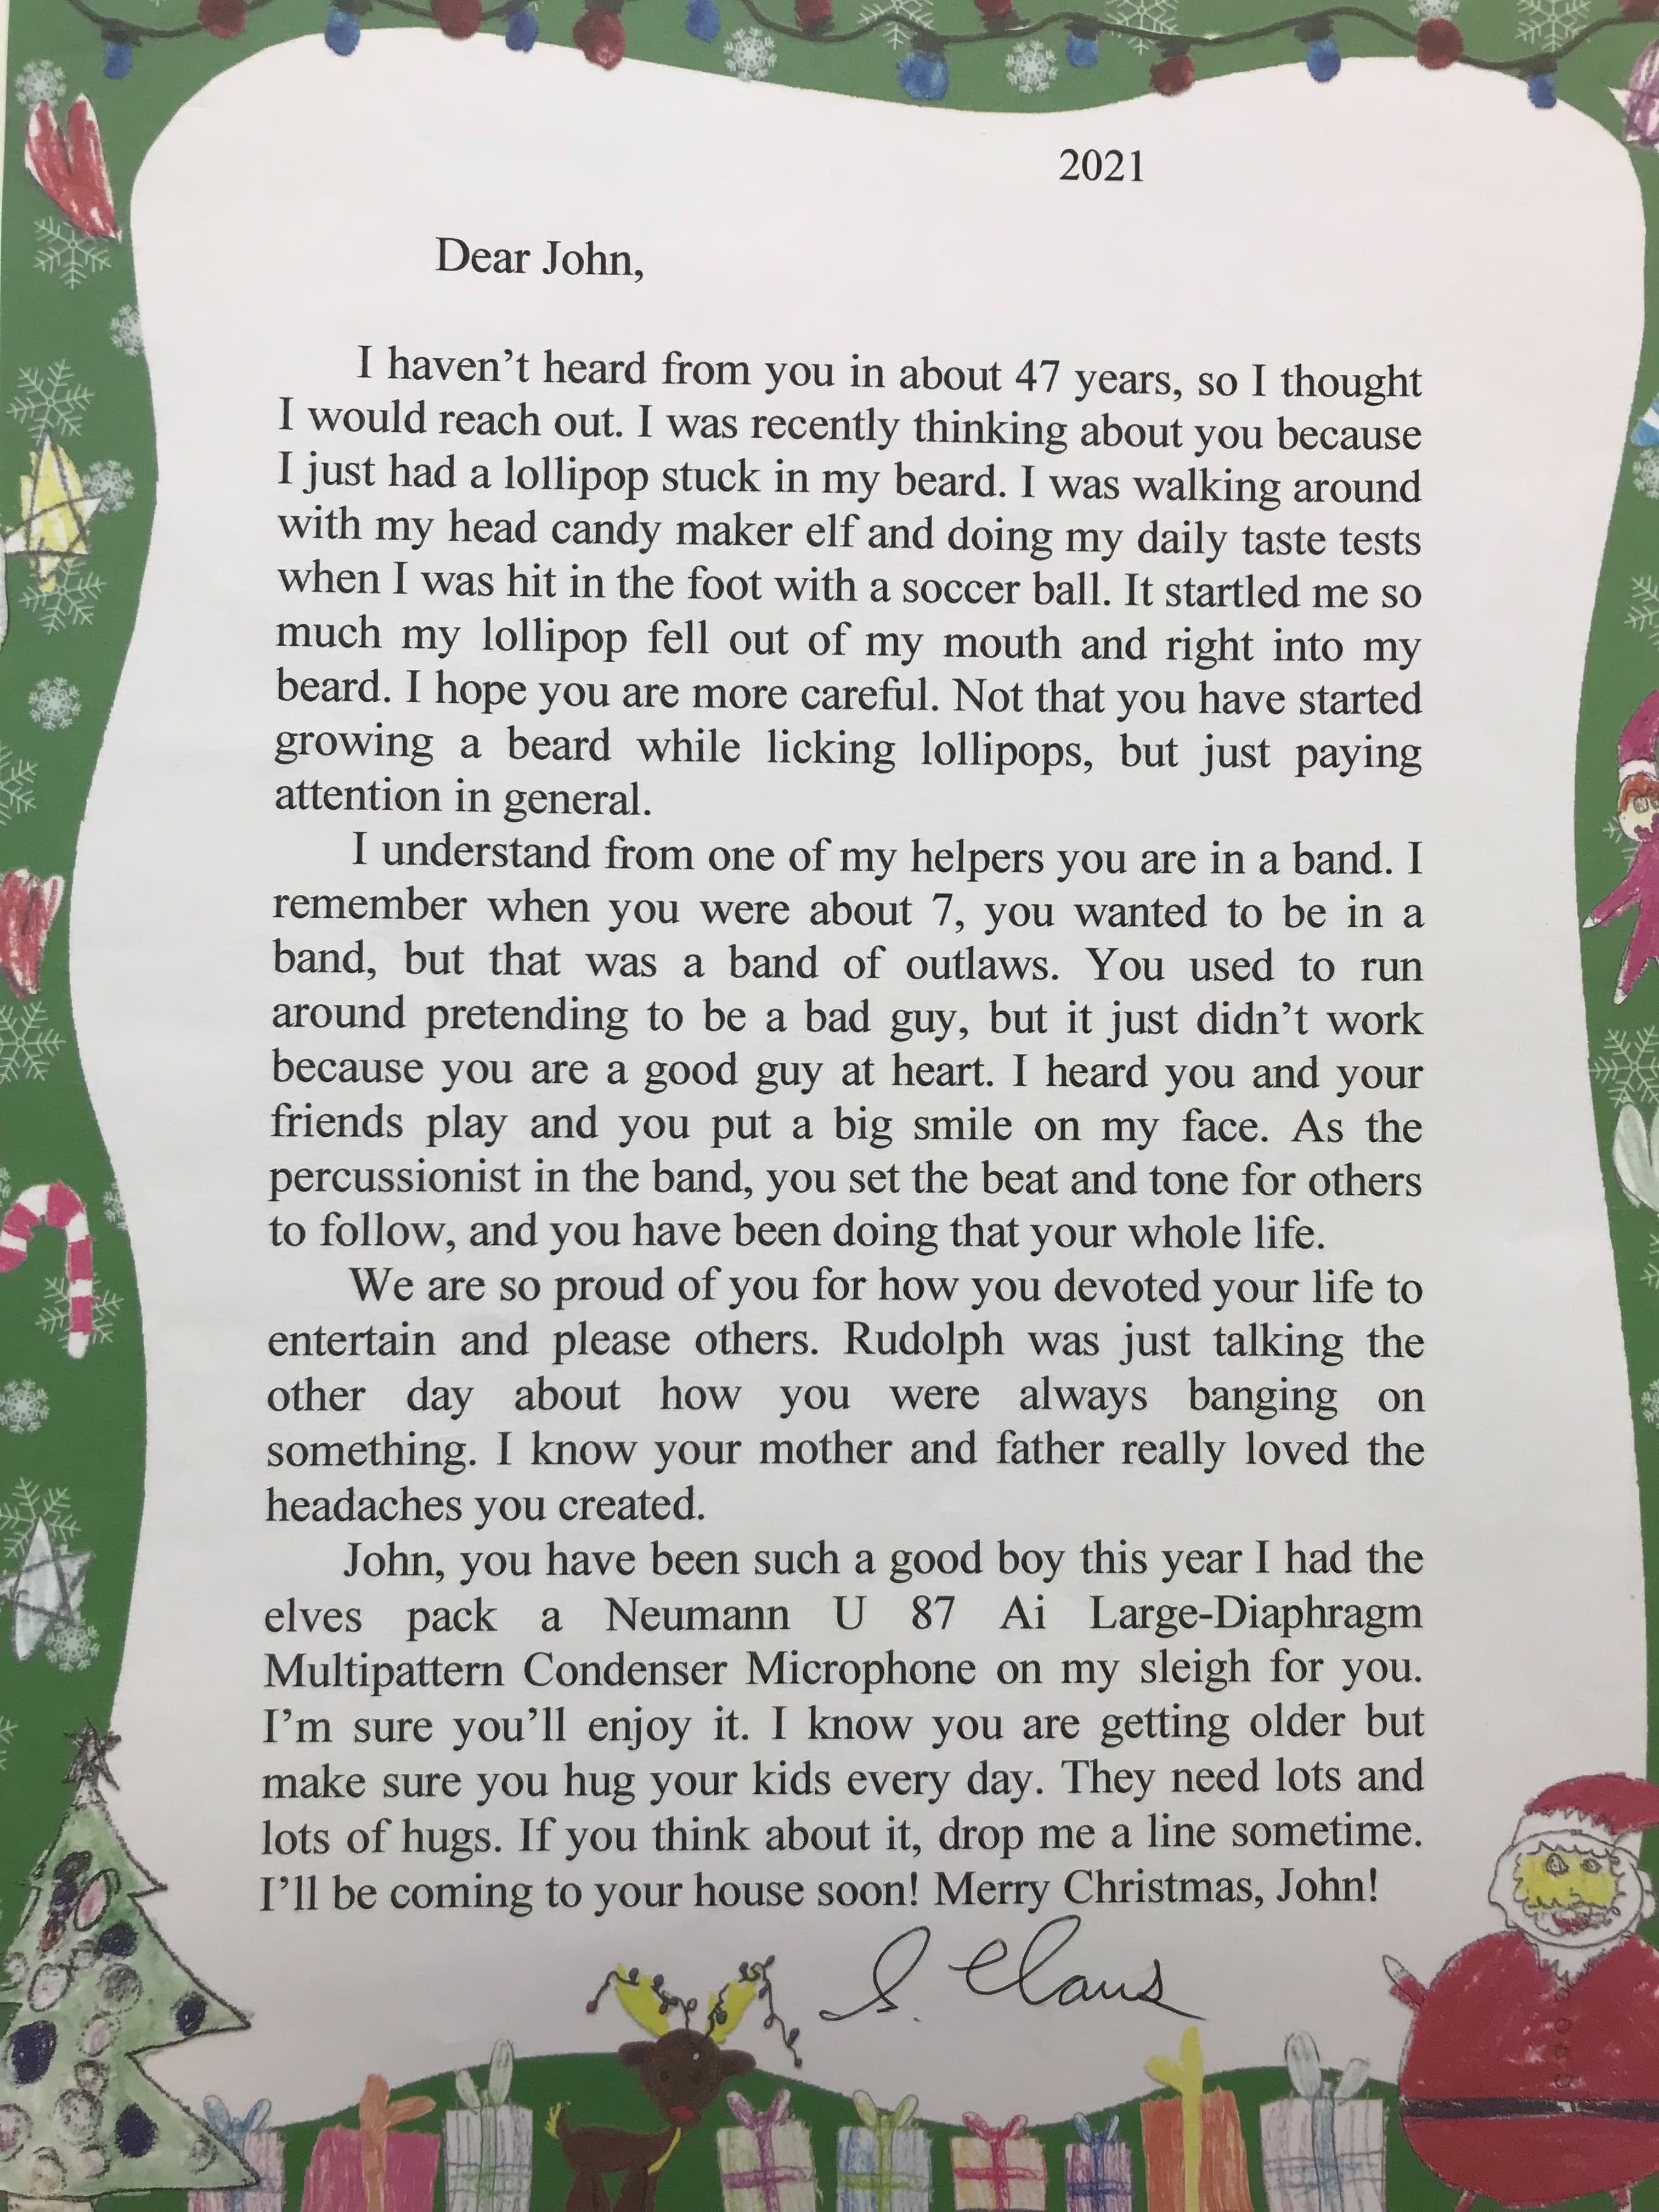 2021
Dear John,
I haven’t heard from you in about 47 years, so I thought
I would reach out. I was recently thinking about you because
I just had a lollipop stuck in my beard. I was walking around
with my head candy maker elf and doing my daily taste tests
when I was hit in the foot with a soccer ball. It startled me so
much my lollipop fell out of my mouth and right into my
beard. I hope you are more careful. Not that you have started
growing a beard while licking lollipops, but just paying
attention in general.
I understand from one of my helpers you are in a band. I
remember when you were about 7, you wanted to be in a
band, but that was a band of outlaws. You used to run
around pretending to be a bad guy, but it just didn’t work
because you are a good guy at heart. I heard you and your
friends play and you put a big smile on my face. As the
percussionist in the band, you set the beat and tone for others
to follow, and you have been doing that your whole life.
We are so proud of you for how you devoted your life to
entertain and please others. Rudolph was just talking the
other day about how you were always banging on
something. I know your mother and father really loved the
headaches you created.
John, you have been such a good boy this year I had the
elves pack a Neumann U 87 Ai Large-Diaphragm
Multipattern Condenser Microphone on my sleigh for you.
I’m sure you’ll enjoy it. I know you are getting older but
make sure you hug your kids every day. They need lots and
lots of hugs. If you think about it, drop me a line sometime.
I’ll be coming to your house soon! Merry Christmas, John!
S. Claus